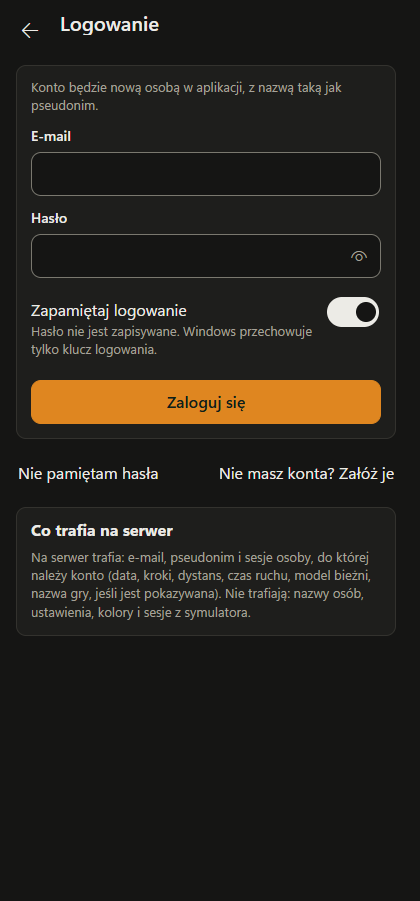 Logowanie
Konto będzie nową osobą w aplikacji, z nazwą taką jak
pseudonim.
E-mail
Hasło
Zapamiętaj logowanie
Hasło nie jest zapisywane. Windows przechowuje
tylko klucz logowania.
Zaloguj się
Nie pamiętam hasła
Nie masz konta? Załóż je
Co trafia na serwer
Na serwer trafia: e-mail, pseudonim i sesje osoby, do której
należy konto (data, kroki, dystans, czas ruchu, model bieżni,
nazwa gry, jeśli jest pokazywana). Nie trafiają: nazwy osób,
ustawienia, kolory i sesje z symulatora.